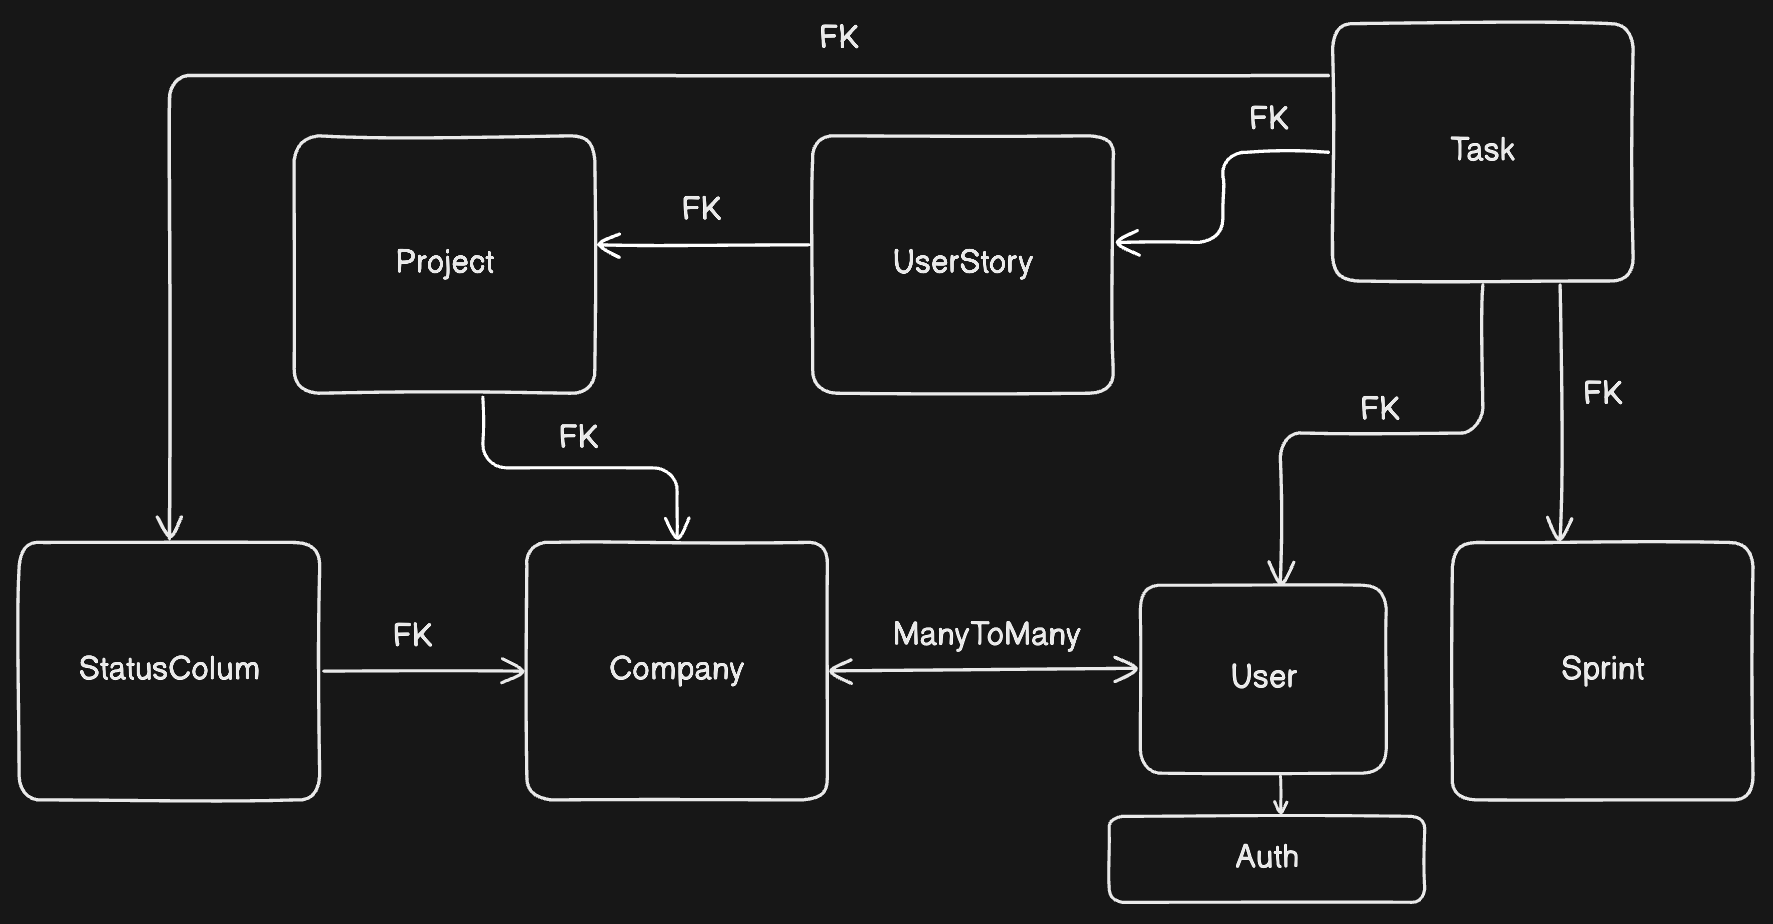 FK
Task
FK
FK
Project
UserStory
FK
FK
FK
FK
ManyToMany
StatusColum
Company
User
Sprint
Auth